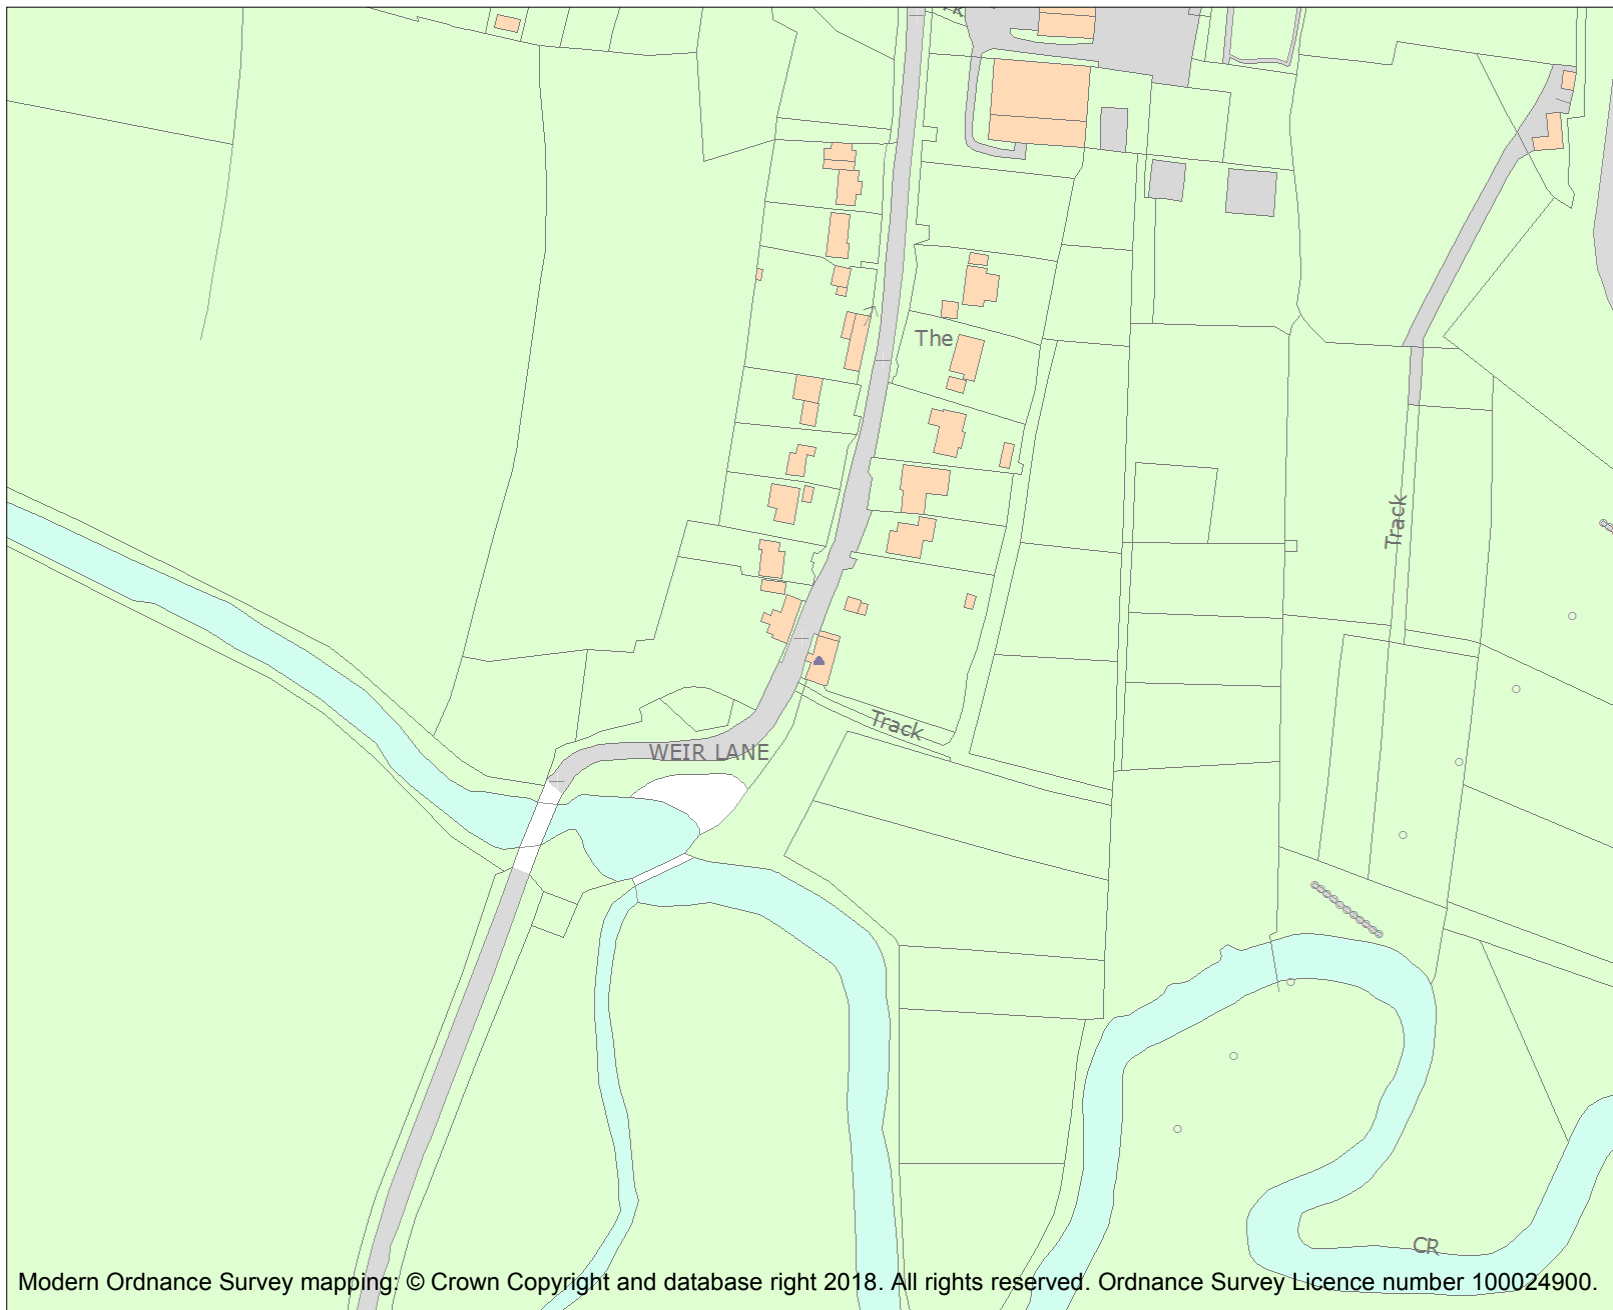 The
Track
Track
WEIR LANE
CR
Modern Ordnance Survey mapping: © Crown Copyright and database right 2018. All rights reserved. Ordnance Survey Licence number 100024900.